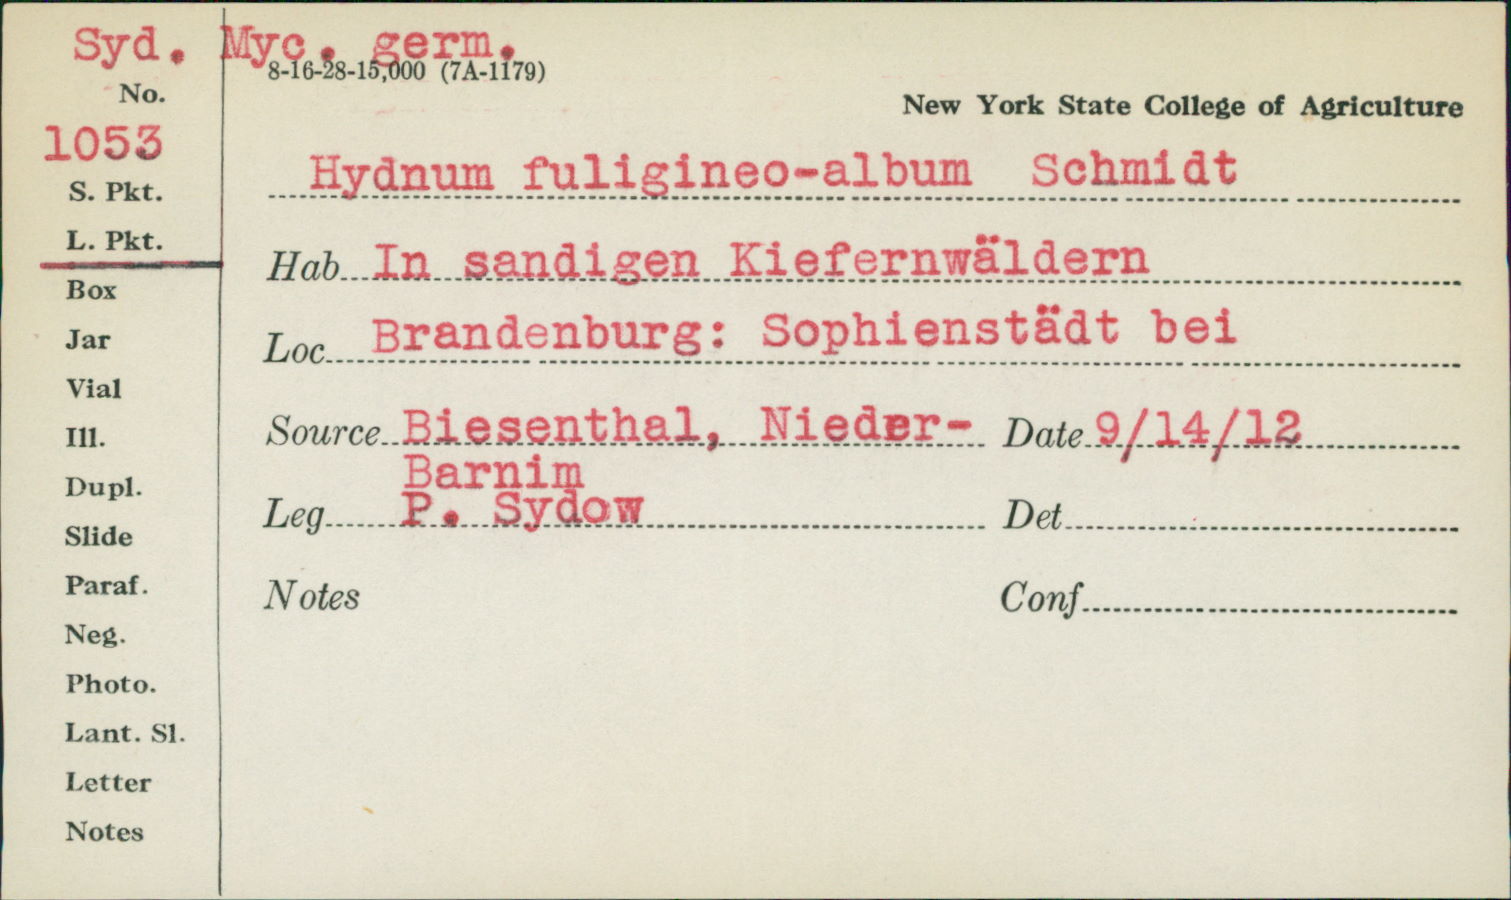 Syd. Myc. germ.
8-16-28-15,000 (7A-1179)
No.
New York State College of Agriculture
1053
Hydnum fuligineo-album Schmidt
S. Pkt.
L. Pkt.
Hab. In sandigen Kiefernwäldern
Box
Loc. Brandenburg: Sophienstädt bei
Jar
Vial
Source Biesenthal, Nieder- Date 9/14/12
Ill.
Barnim
Dupl.
Leg. P. Sydow Det.
Slide
Paraf.
Notes Conf.
Neg.
Photo.
Lant. Sl.
Letter
Notes